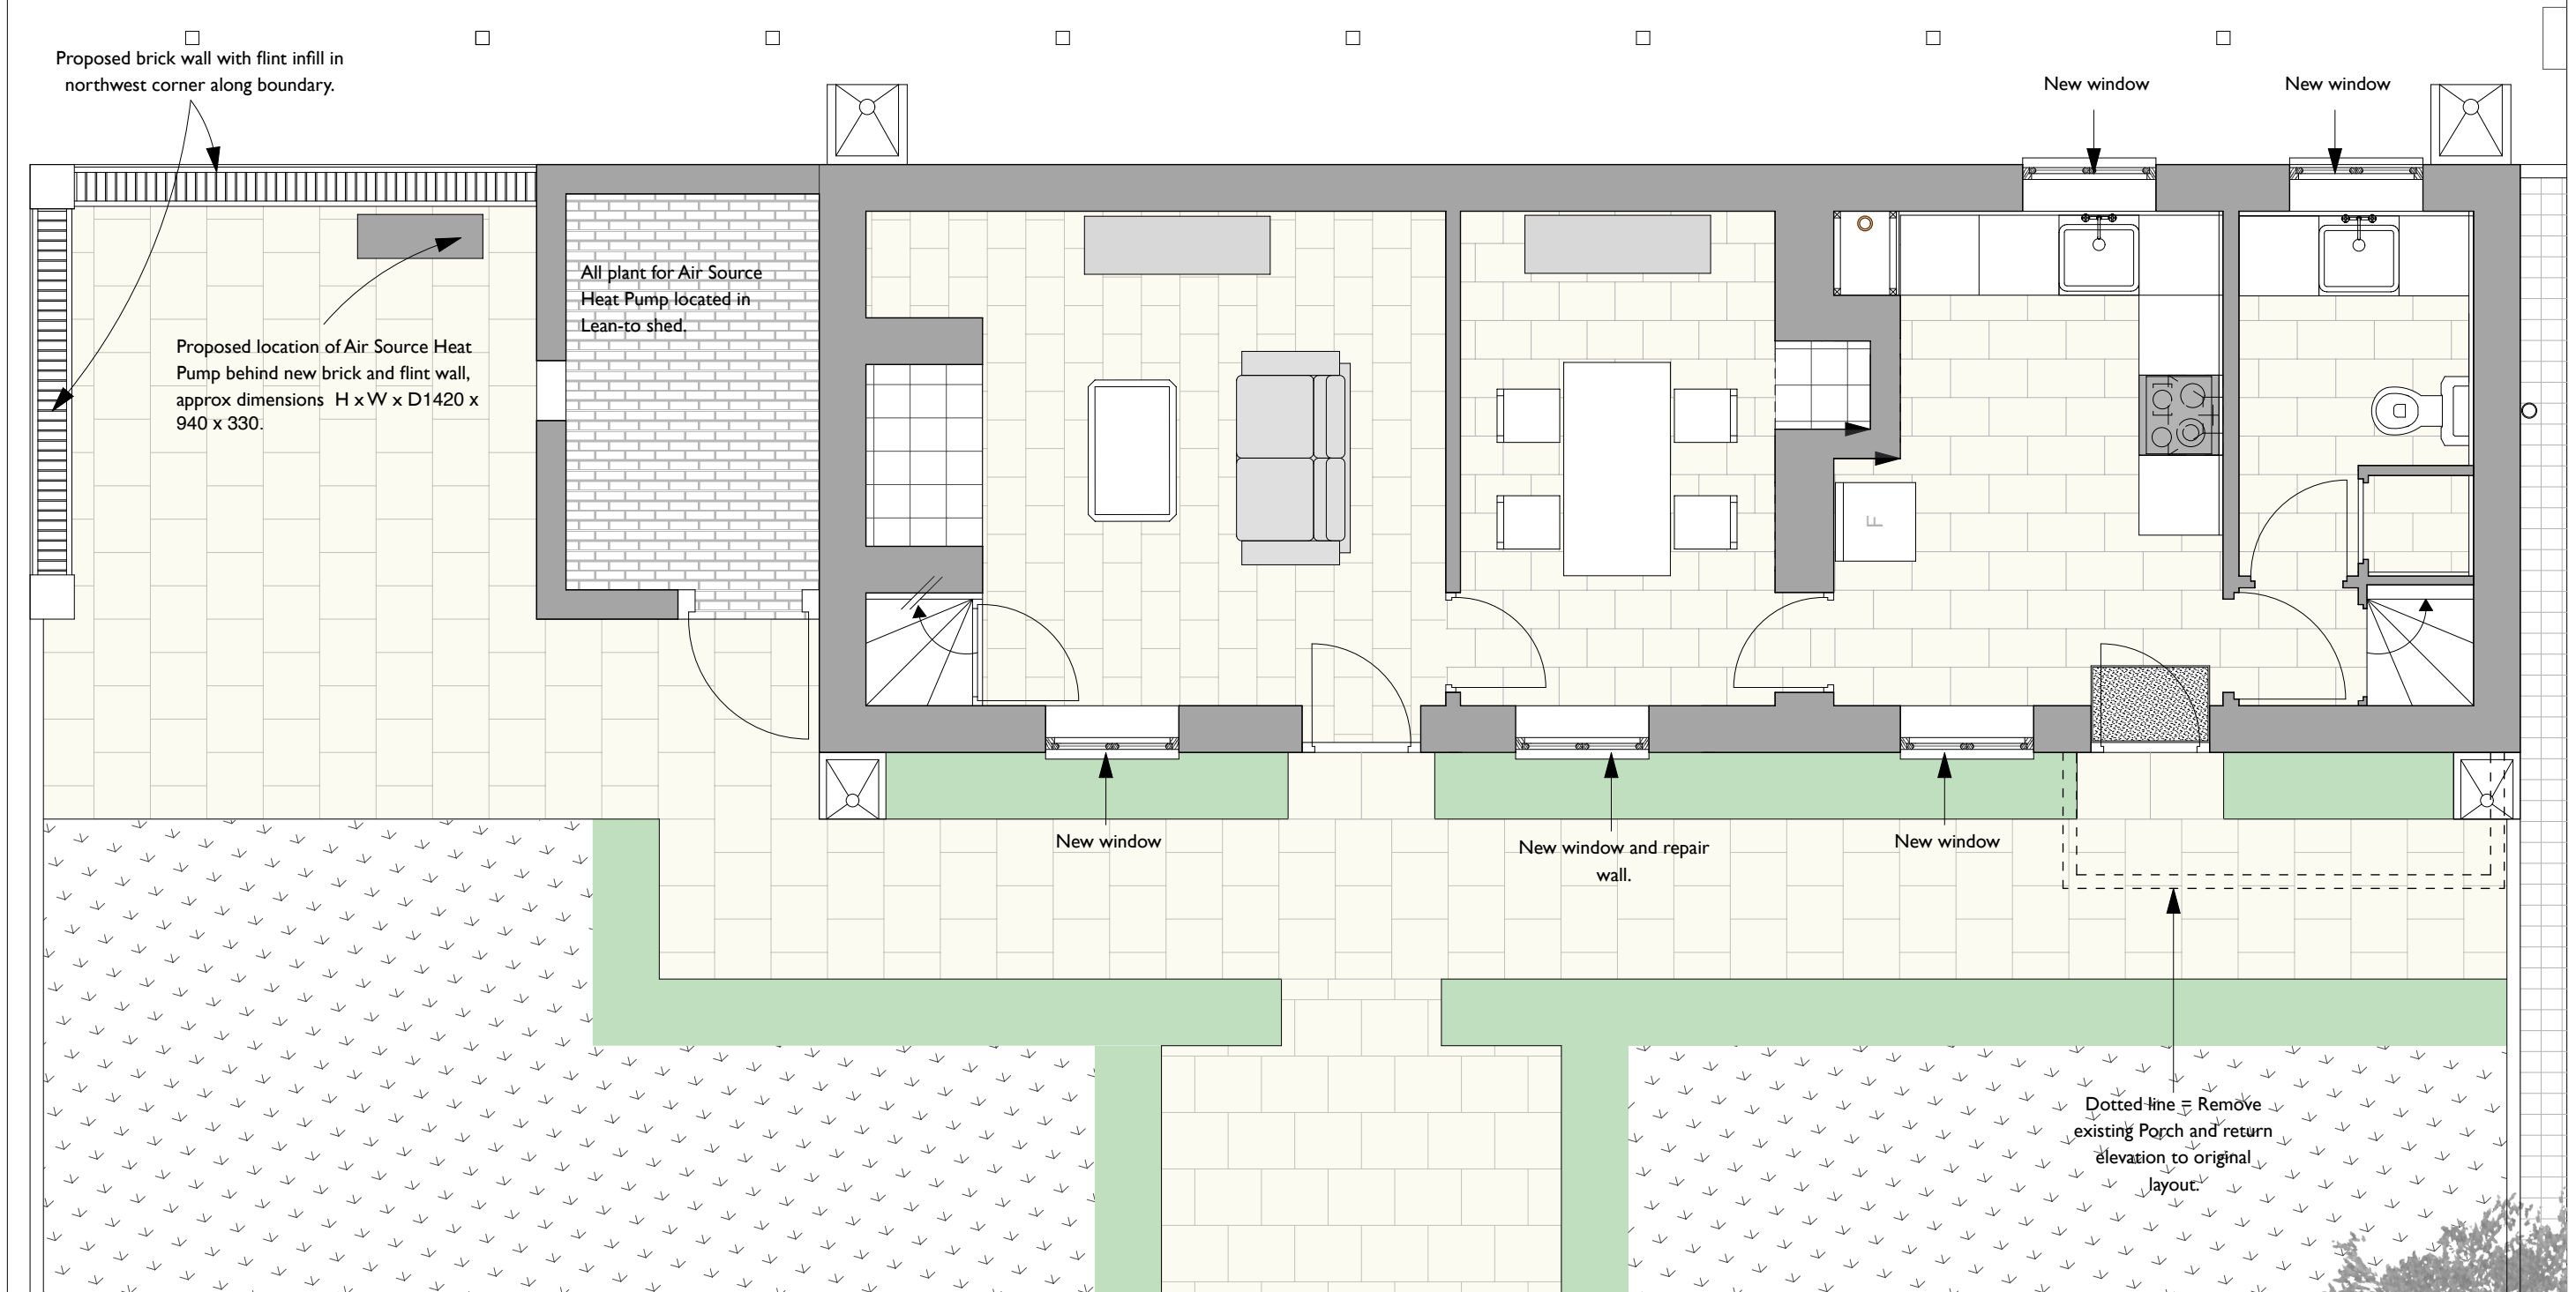 Proposed brick wall with flint infill in
northwest corner along boundary.
New window
New window
All plant for Air Source
Heat Pump located in
Lean-to shed.
Proposed location of Air Source Heat
Pump behind new brick and flint wall,
approx dimensions H x W x D1420 x
940 x 330.
F
New window
New window and repair
wall.
New window
Dotted line = Remove
existing Porch and return
elevation to original
layout.